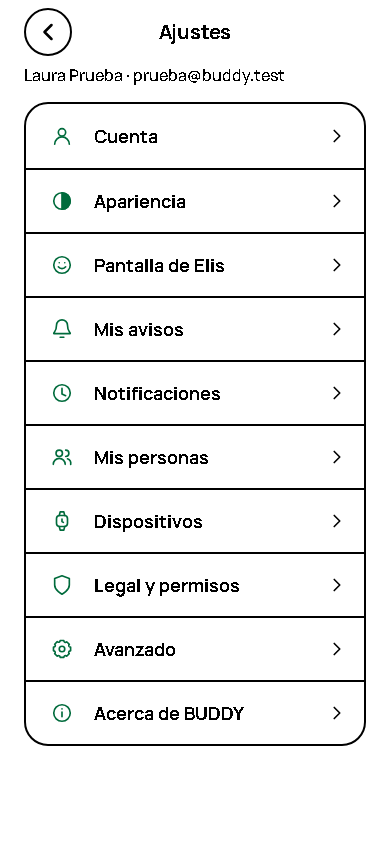 Ajustes
Laura Prueba · prueba@buddy.test
Cuenta
Apariencia
Pantalla de Elis
Mis avisos
Notificaciones
Mis personas
Dispositivos
Legal y permisos
Avanzado
Acerca de BUDDY